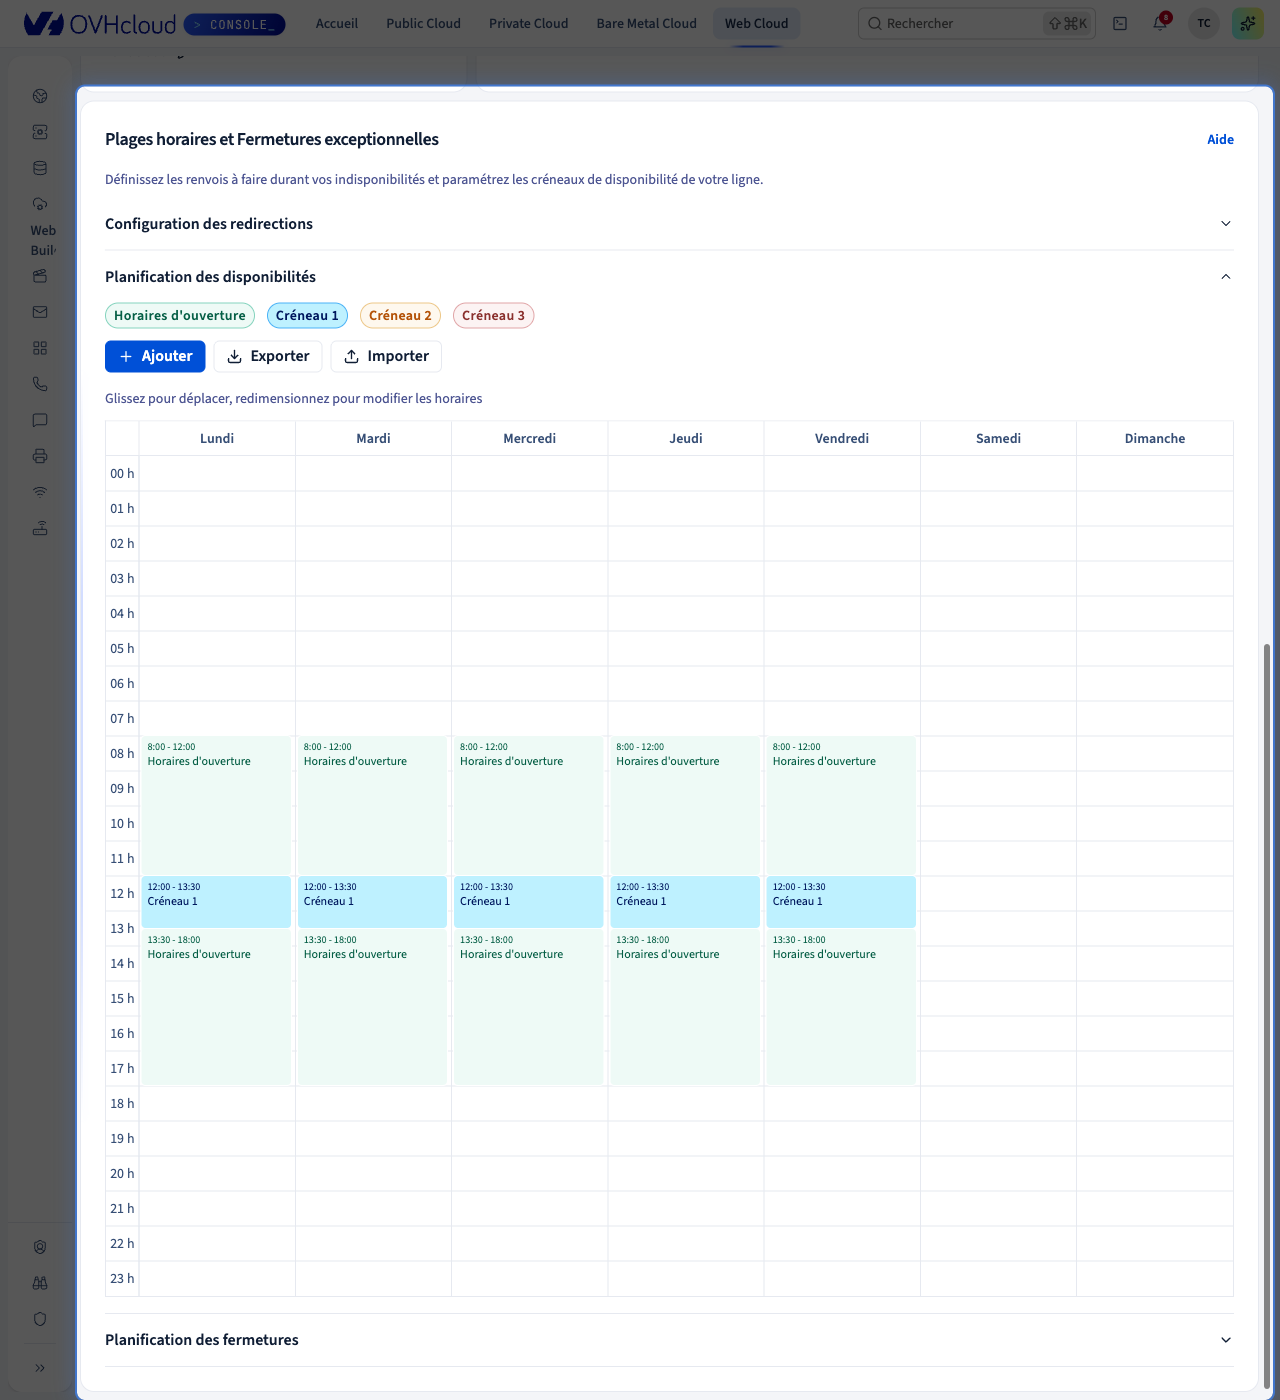 OVHcloud > CONSOLE_ Accueil Public Cloud Private Cloud Bare Metal Cloud Web Cloud Rechercher ⇧⌘K 8 TC
Web
Plages horaires et Fermetures exceptionnelles Aide
Définissez les renvois à faire durant vos indisponibilités et paramétrez les créneaux de disponibilité de votre ligne.
Configuration des redirections
Planification des disponibilités
Horaires d'ouverture Créneau 1 Créneau 2 Créneau 3
Ajouter Exporter Importer
Glissez pour déplacer, redimensionnez pour modifier les horaires
Lundi Mardi Mercredi Jeudi Vendredi Samedi Dimanche
00 h
01 h
02 h
03 h
04 h
05 h
06 h
07 h
08 h
8:00 - 12:00 8:00 - 12:00 8:00 - 12:00 8:00 - 12:00 8:00 - 12:00
Horaires d'ouverture Horaires d'ouverture Horaires d'ouverture Horaires d'ouverture Horaires d'ouverture
09 h
10 h
11 h
12 h
12:00 - 13:30 12:00 - 13:30 12:00 - 13:30 12:00 - 13:30 12:00 - 13:30
Créneau 1 Créneau 1 Créneau 1 Créneau 1 Créneau 1
13 h
13:30 - 18:00 13:30 - 18:00 13:30 - 18:00 13:30 - 18:00 13:30 - 18:00
Horaires d'ouverture Horaires d'ouverture Horaires d'ouverture Horaires d'ouverture Horaires d'ouverture
14 h
15 h
16 h
17 h
18 h
19 h
20 h
21 h
22 h
23 h
Planification des fermetures